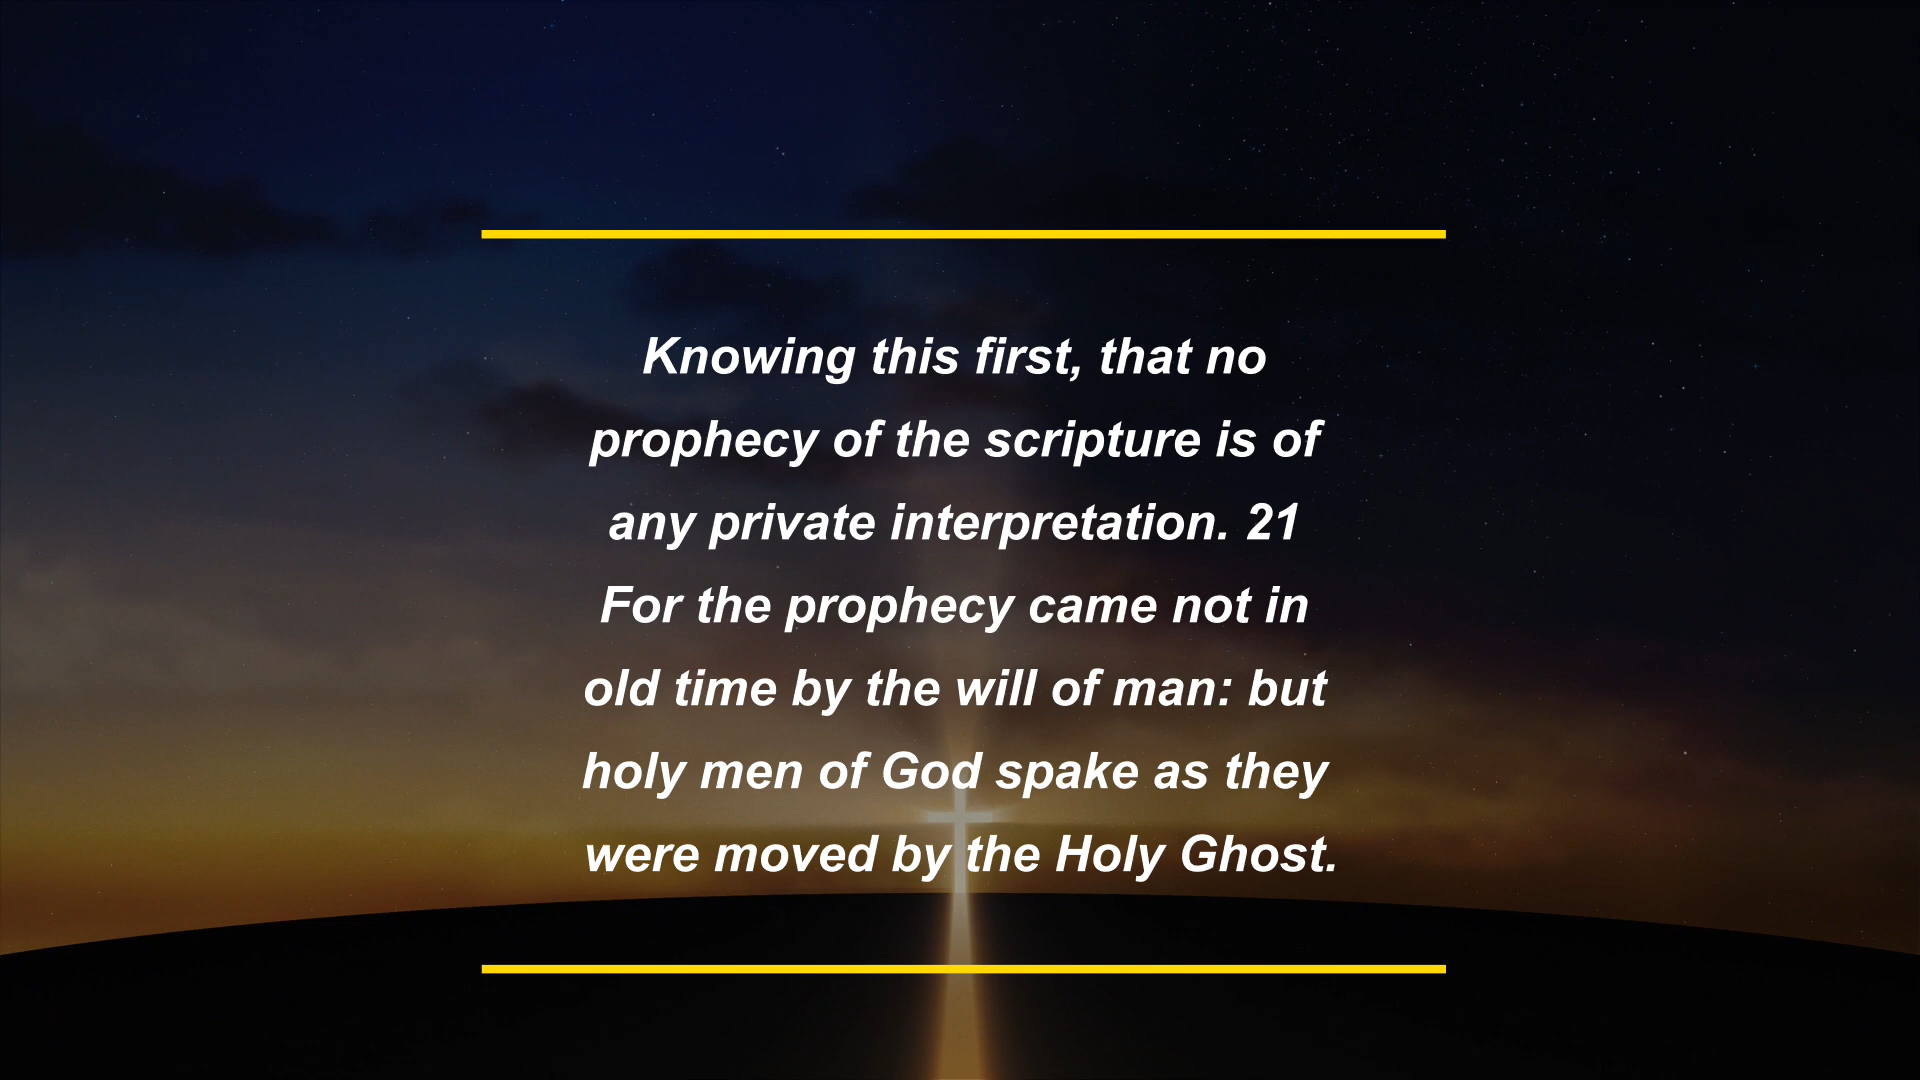 Knowing this first, that no
prophecy of the scripture is of
any private interpretation. 21
For the prophecy came not in
old time by the will of man: but
holy men of God spake as they
were moved by the Holy Ghost.